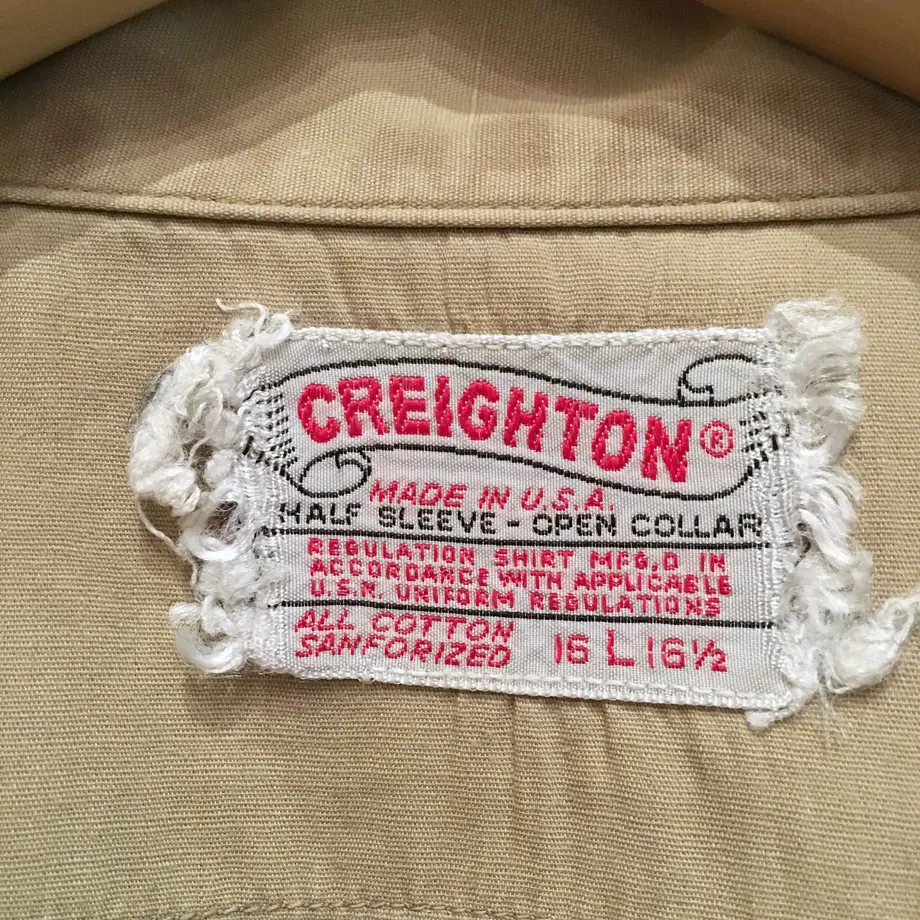 CREIGHTON®
MADE IN U.S.A.
HALF SLEEVE - OPEN COLLAR
REGULATION SHIRT MFG,D IN
ACCORDANCE WITH APPLICABLE
U.S.N. UNIFORM REGULATIONS
ALL COTTON
SANFORIZED
16 L 16½